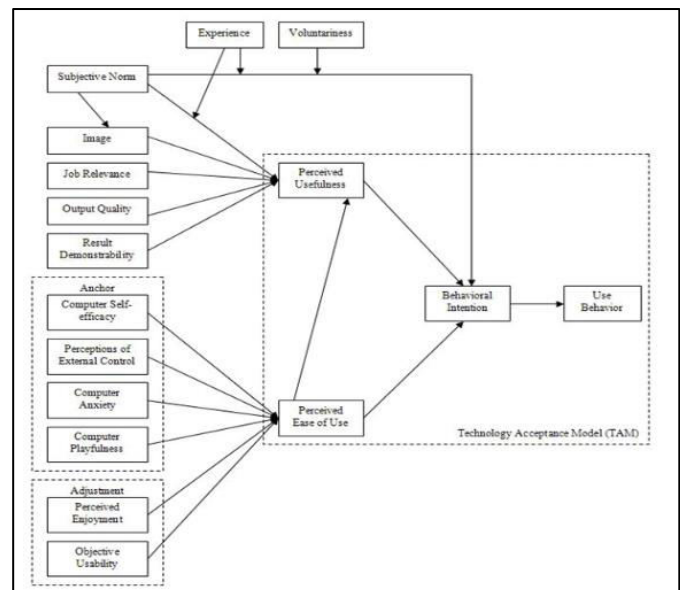 Experience
Voluntariness
Subjective Norm
Image
Job Relevance
Output Quality
Result
Demonstrability
Perceived
Usefulness
Anchor
Computer Self-
efficacy
Perceptions of
External Control
Computer
Anxiety
Computer
Playfulness
Behavioral
Intention
Use
Behavior
Perceived
Ease of Use
Technology Acceptance Model (TAM)
Adjustment
Perceived
Enjoyment
Objective
Usability